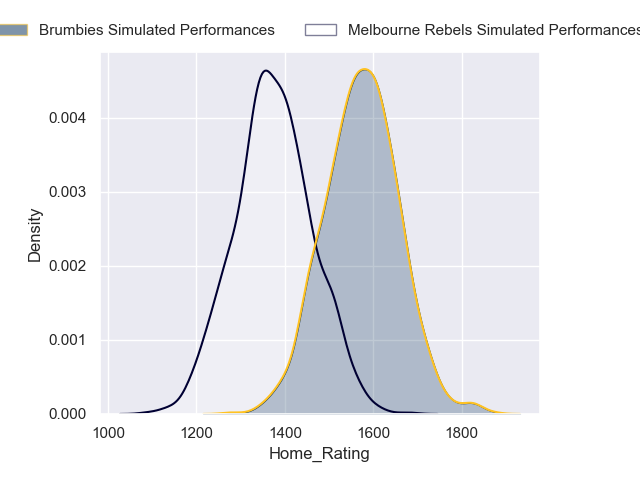 Brumbies Simulated Performances
Melbourne Rebels Simulated Performances
0.004
0.003
0.002
0.001
0.000
Density
1000 1200 1400 1600 1800
Home_Rating